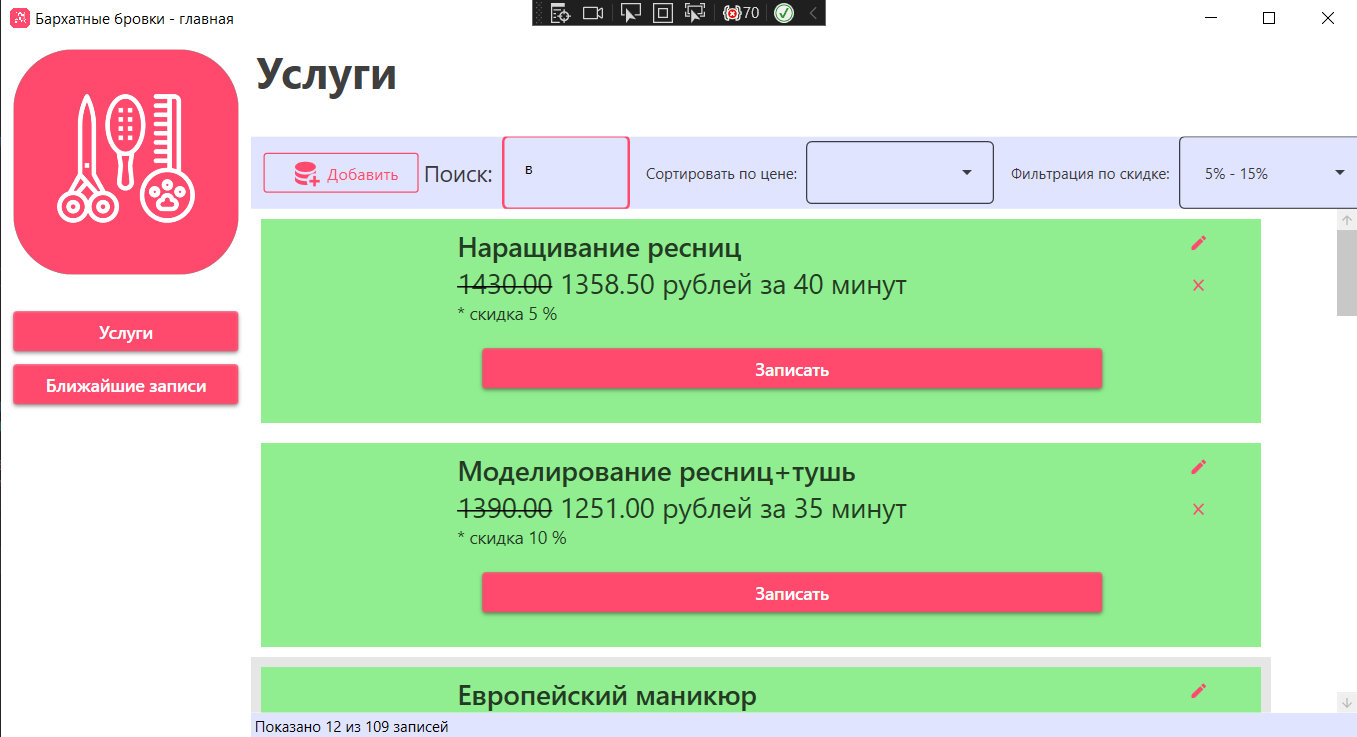 Бархатные бровки - главная
70
Услуги
Добавить
Поиск:
в
Сортировать по цене:
Фильтрация по скидке:
5% - 15%
Услуги
Ближайшие записи
Наращивание ресниц
1430.00 1358.50 рублей за 40 минут
* скидка 5 %
Записать
Моделирование ресниц+тушь
1390.00 1251.00 рублей за 35 минут
* скидка 10 %
Записать
Европейский маникюр
Показано 12 из 109 записей